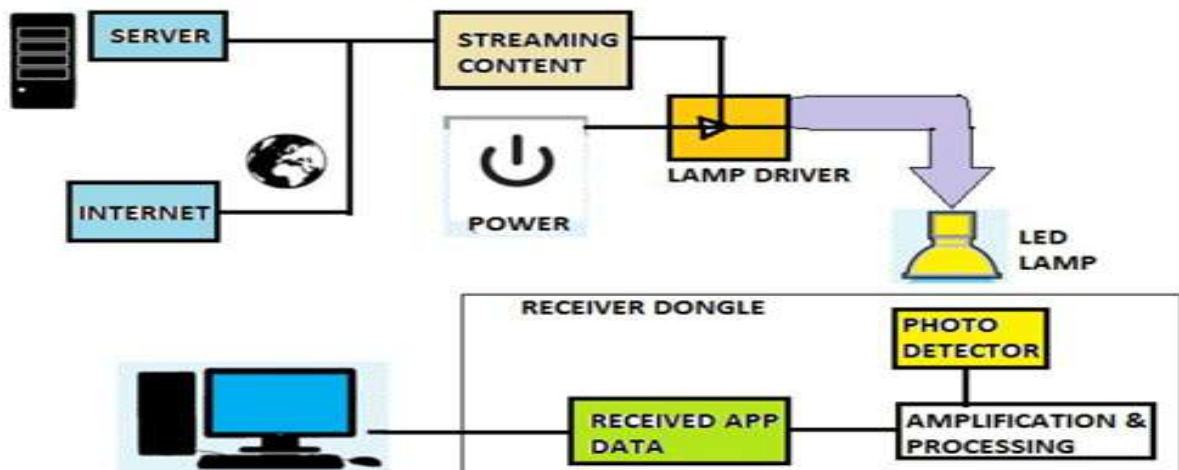 SERVER
STREAMING
CONTENT
INTERNET
POWER
LAMP DRIVER
LED
LAMP
RECEIVER DONGLE
PHOTO
DETECTOR
RECEIVED APP
DATA
AMPLIFICATION &
PROCESSING